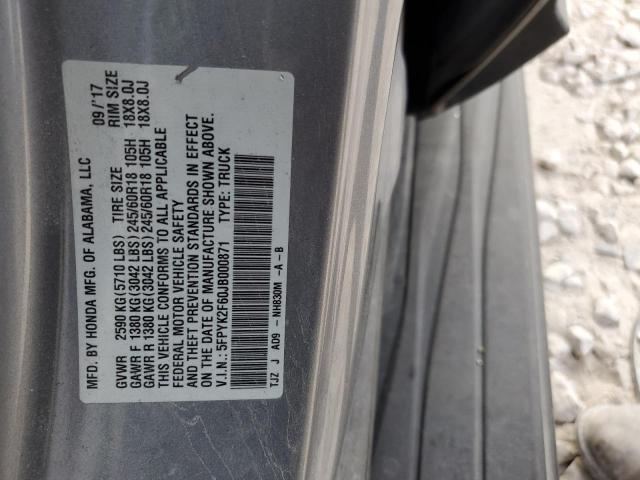 MFD. BY HONDA MFG. OF ALABAMA, LLC 09/'17
GVWR 2590 KG(5710 LBS) TIRE SIZE RIM SIZE
GAWR F 1380 KG(3042 LBS) 245/60R18 105H 18X8.0J
GAWR R 1380 KG(3042 LBS) 245/60R18 105H 18X8.0J
THIS VEHICLE CONFORMS TO ALL APPLICABLE
FEDERAL MOTOR VEHICLE SAFETY
AND THEFT PREVENTION STANDARDS IN EFFECT
ON THE DATE OF MANUFACTURE SHOWN ABOVE.
V.I.N.: 5FPYK2F60JB000871 TYPE: TRUCK
TJZ J A09 - NH830M -A -B